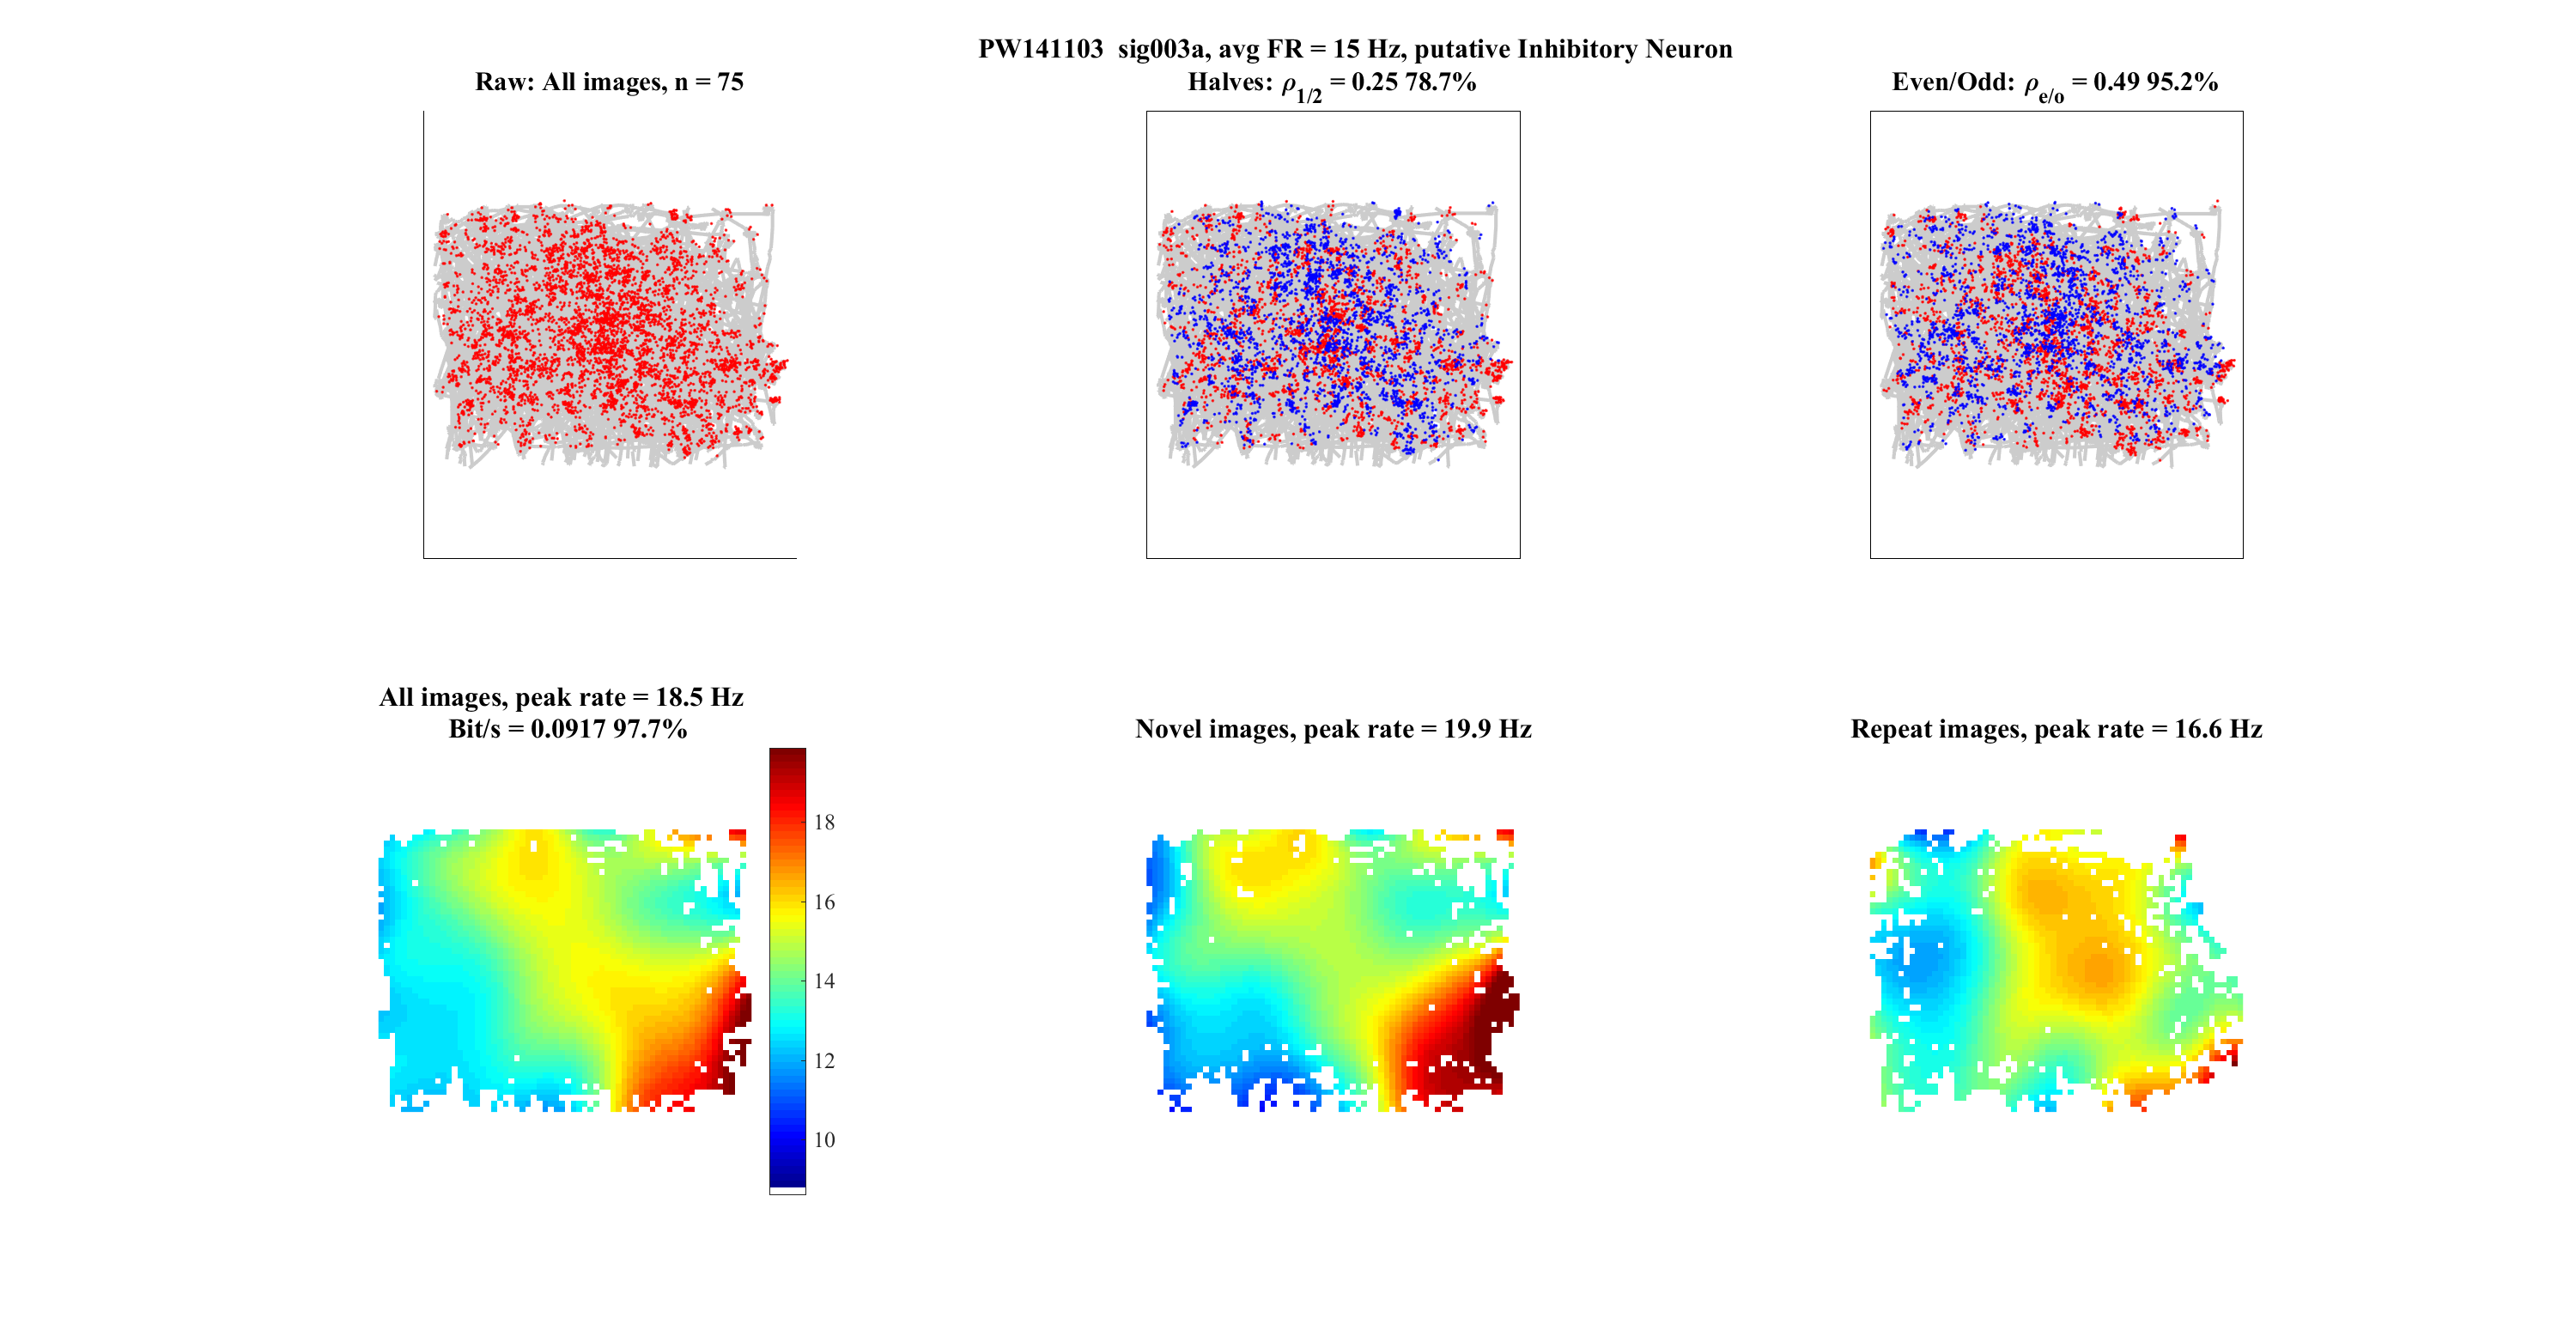 PW141103 sig003a, avg FR = 15 Hz, putative Inhibitory Neuron
Raw: All images, n = 75
Halves: ρ1/2 = 0.25 78.7%
Even/Odd: ρe/o = 0.49 95.2%
All images, peak rate = 18.5 Hz
Bit/s = 0.0917 97.7%
Novel images, peak rate = 19.9 Hz
Repeat images, peak rate = 16.6 Hz
18
16
14
12
10